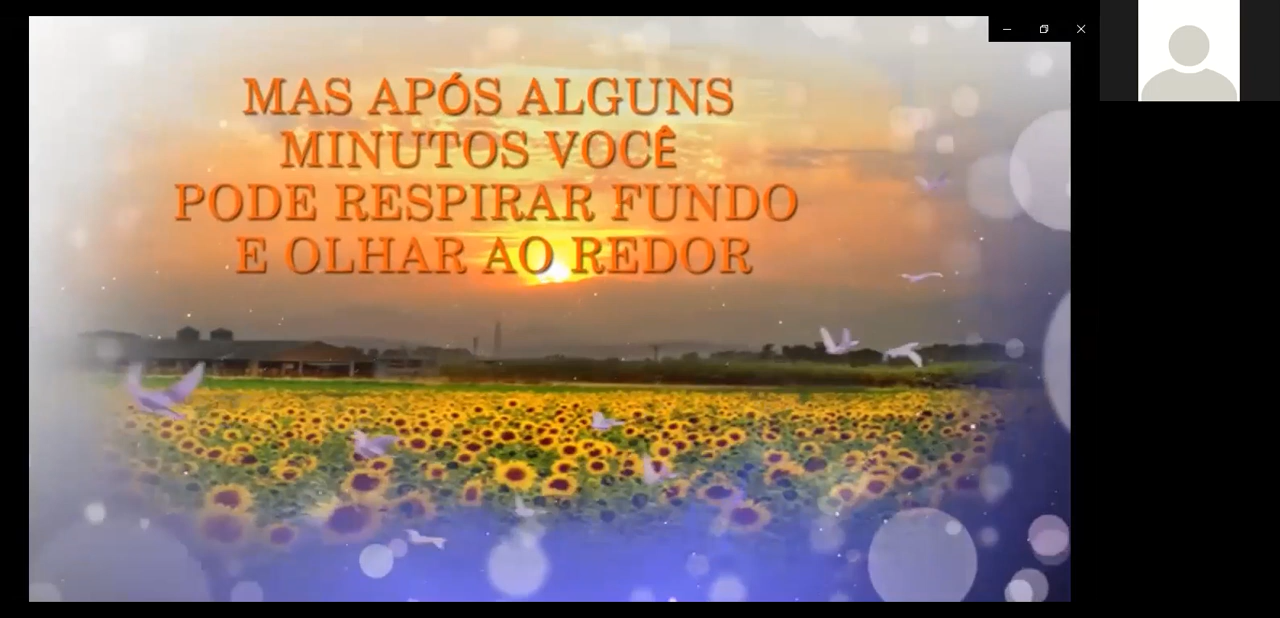 MAS APÓS ALGUNS
MINUTOS VOCÊ
PODE RESPIRAR FUNDO
E OLHAR AO REDOR